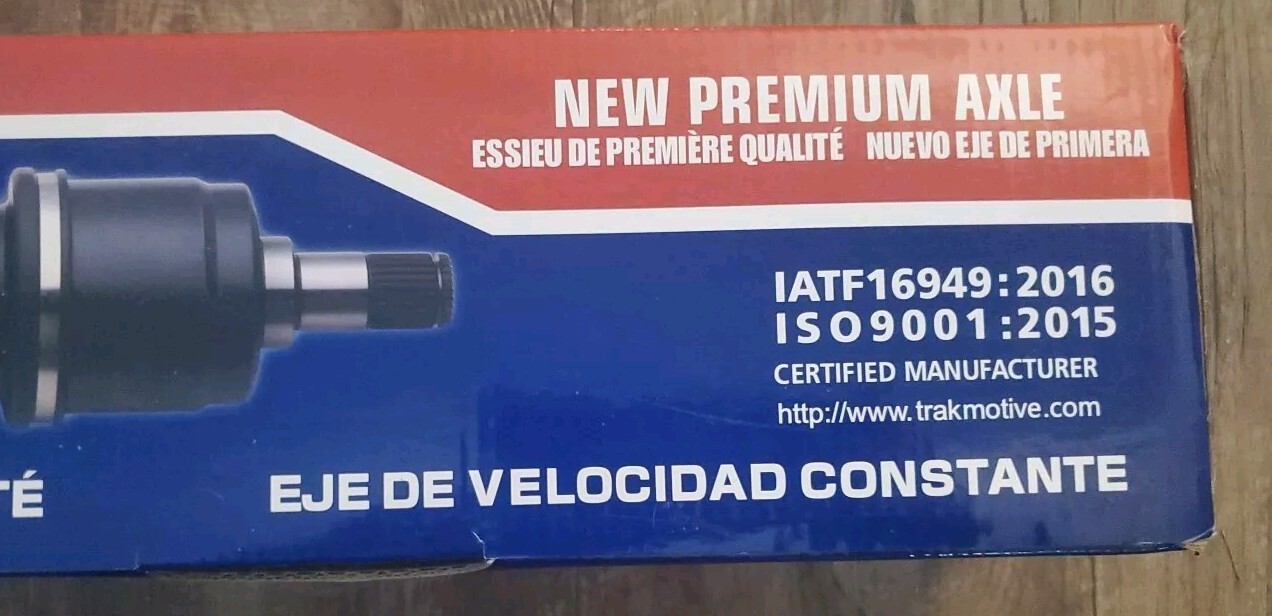 NEW PREMIUM AXLE
ESSIEU DE PREMIÈRE QUALITÉ NUEVO EJE DE PRIMERA
IATF16949:2016
ISO9001:2015
CERTIFIED MANUFACTURER
http://www.trakmotive.com
TÉ EJE DE VELOCIDAD CONSTANTE